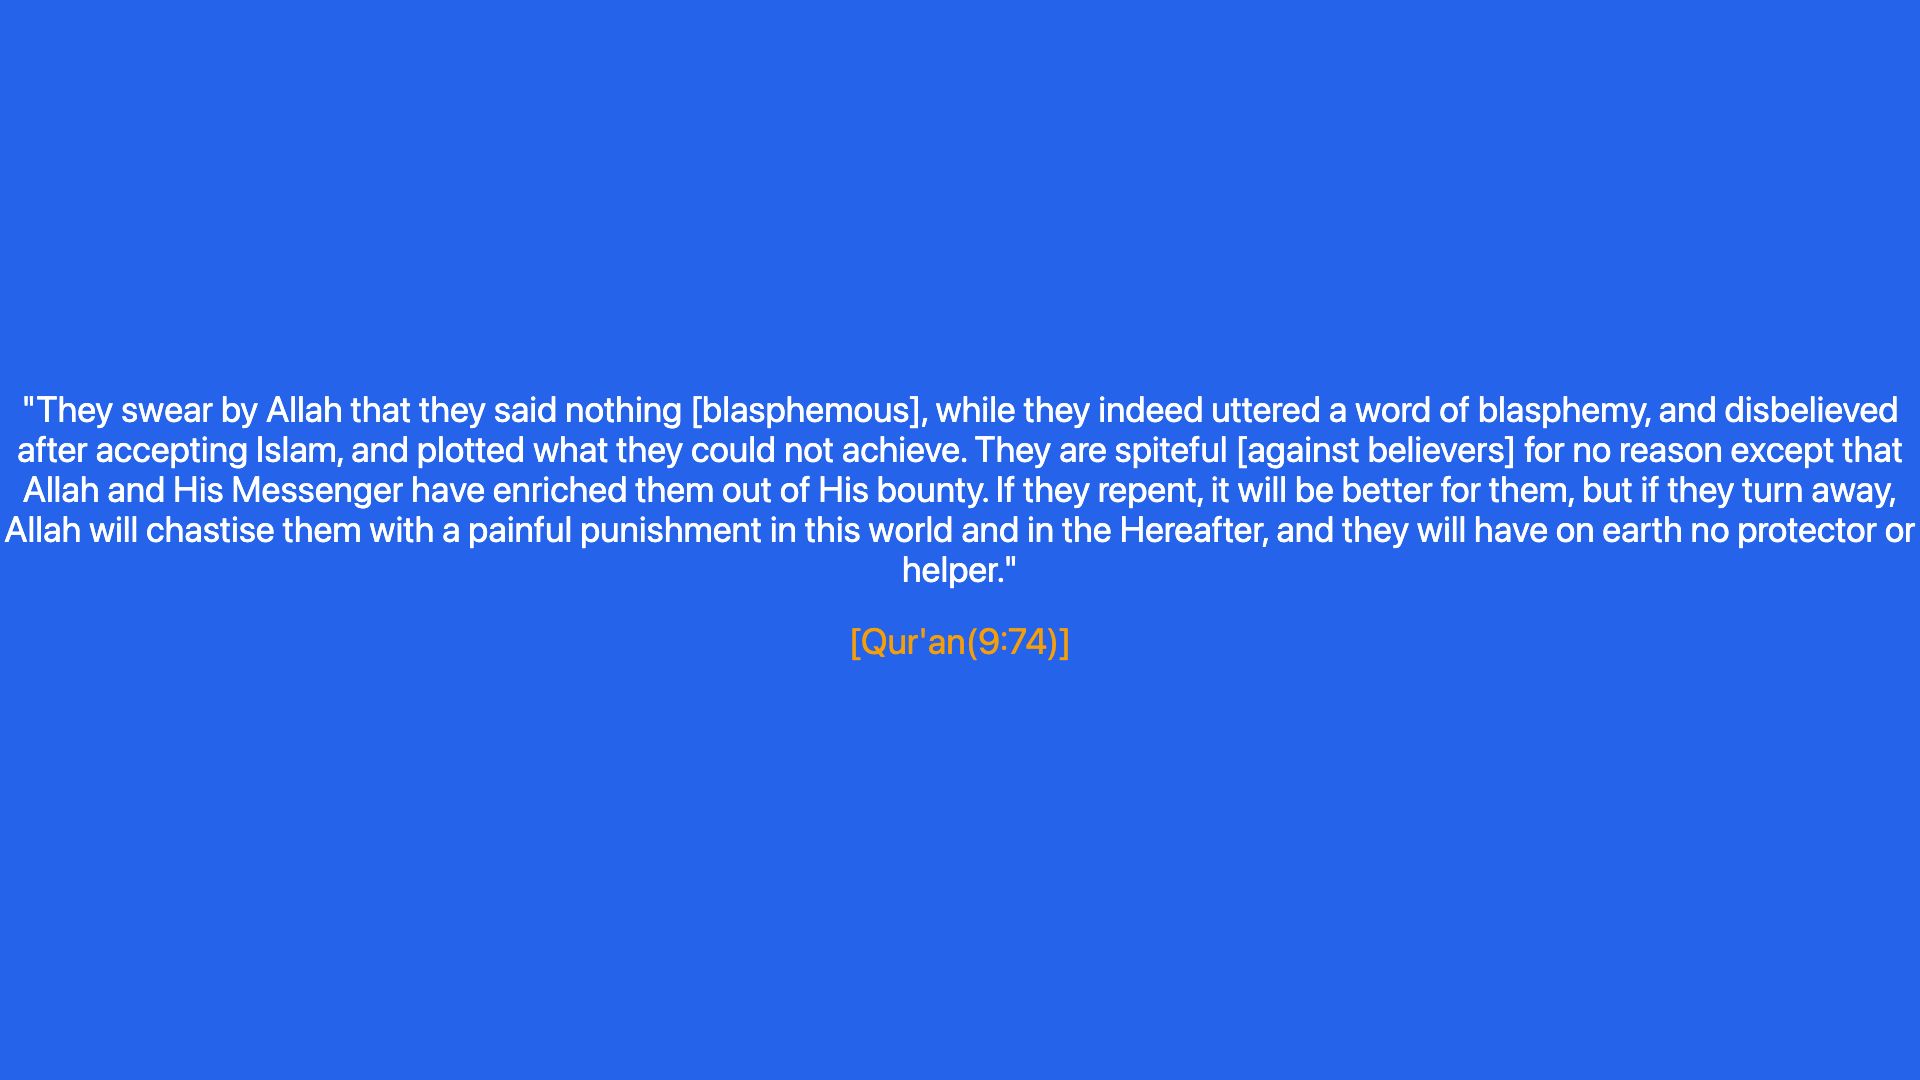 "They swear by Allah that they said nothing [blasphemous], while they indeed uttered a word of blasphemy, and disbelieved
after accepting Islam, and plotted what they could not achieve. They are spiteful [against believers] for no reason except that
Allah and His Messenger have enriched them out of His bounty. If they repent, it will be better for them, but if they turn away,
Allah will chastise them with a painful punishment in this world and in the Hereafter, and they will have on earth no protector or
helper."
[Qur'an(9:74)]